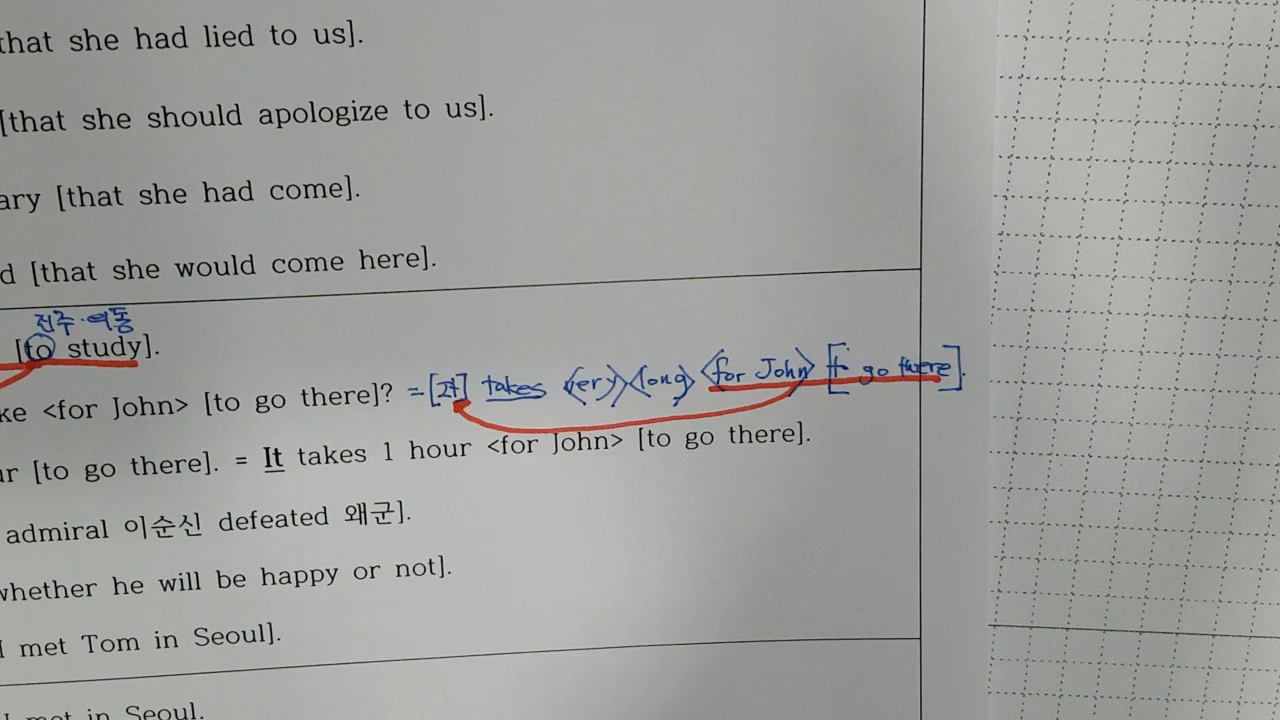 that she had lied to us].
[that she should apologize to us].
ary [that she had come].
d [that she would come here].
전주·여동
[to study].
ke <for John> [to go there]? = takes <very> <long> <for John> [to go there].
ur [to go there]. = It takes 1 hour <for John> [to go there].
admiral 이순신 defeated 왜군].
whether he will be happy or not].
I met Tom in Seoul].
I met in Seoul.